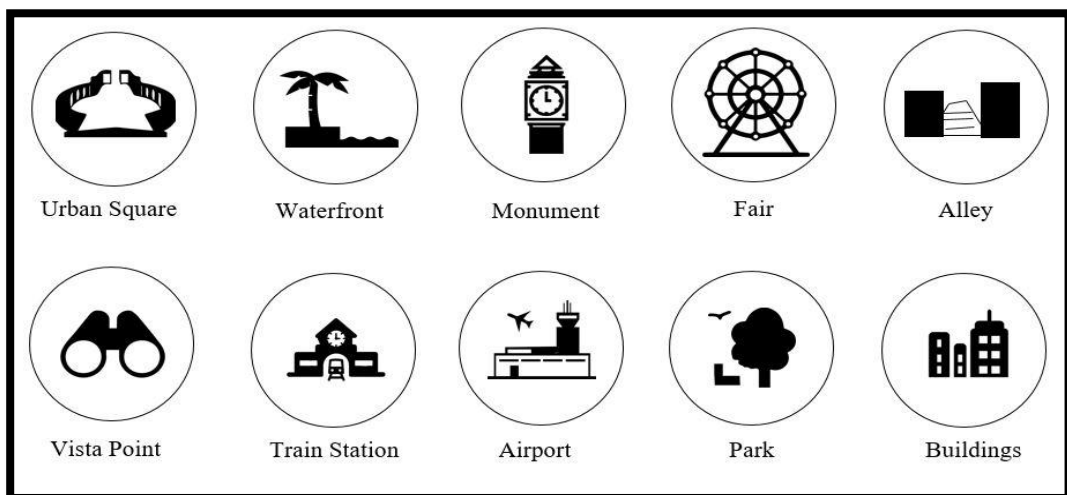 Urban Square
Waterfront
Monument
Fair
Alley
Vista Point
Train Station
Airport
Park
Buildings